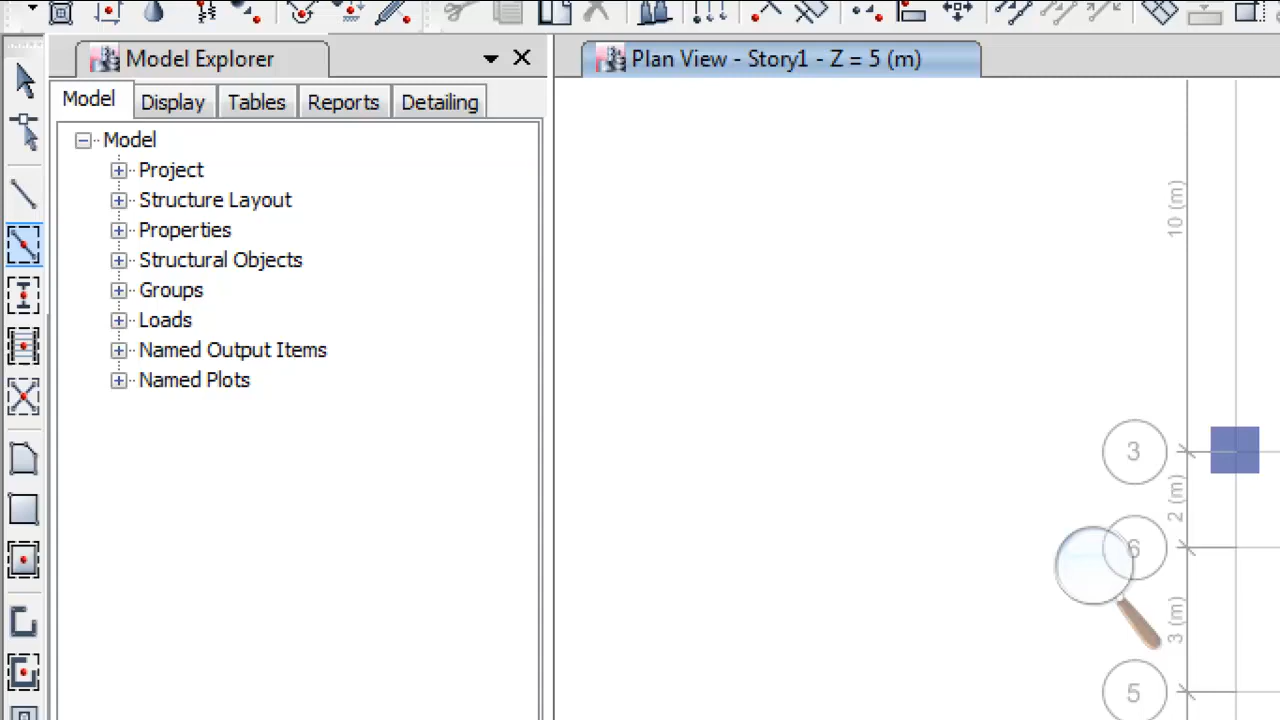 Model Explorer
Plan View - Story1 - Z = 5 (m)
Model Display Tables Reports Detailing
Model
Project
Structure Layout
Properties
Structural Objects
Groups
Loads
Named Output Items
Named Plots
10 (m)
3
2 (m)
6
3 (m)
5